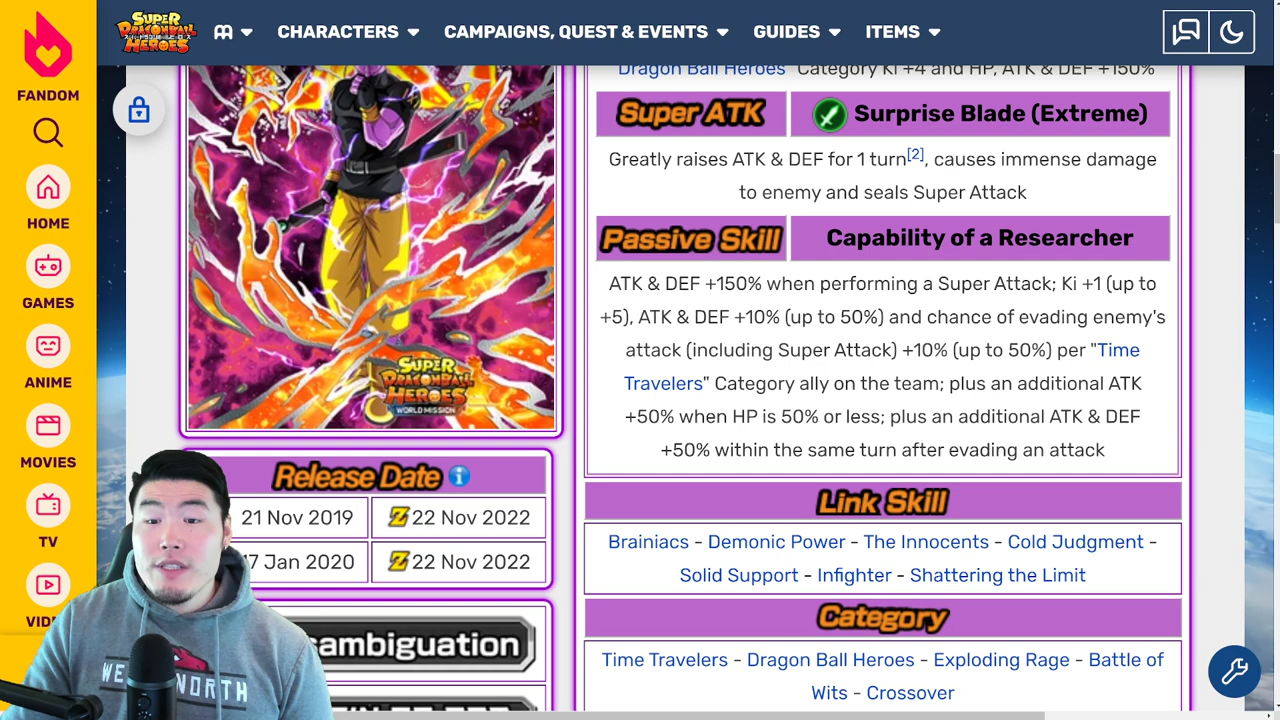 FANDOM
HOME
GAMES
ANIME
MOVIES
TV
SUPER DRAGONBALL HEROES
CHARACTERS
CAMPAIGNS, QUEST & EVENTS
GUIDES
ITEMS
Dragon Ball Heroes" Category Ki +4 and HP, ATK & DEF +150%
Super ATK
Surprise Blade (Extreme)
Greatly raises ATK & DEF for 1 turn[2], causes immense damage
to enemy and seals Super Attack
Passive Skill
Capability of a Researcher
ATK & DEF +150% when performing a Super Attack; Ki +1 (up to
+5), ATK & DEF +10% (up to 50%) and chance of evading enemy's
attack (including Super Attack) +10% (up to 50%) per "Time
Travelers" Category ally on the team; plus an additional ATK
+50% when HP is 50% or less; plus an additional ATK & DEF
+50% within the same turn after evading an attack
Link Skill
Brainiacs - Demonic Power - The Innocents - Cold Judgment -
Solid Support - Infighter - Shattering the Limit
Category
Time Travelers - Dragon Ball Heroes - Exploding Rage - Battle of
Wits - Crossover
SUPER
DRAGONBALL
HEROES
WORLD MISSION
Release Date i
21 Nov 2019
Z 22 Nov 2022
7 Jan 2020
Z 22 Nov 2022
sambiguation